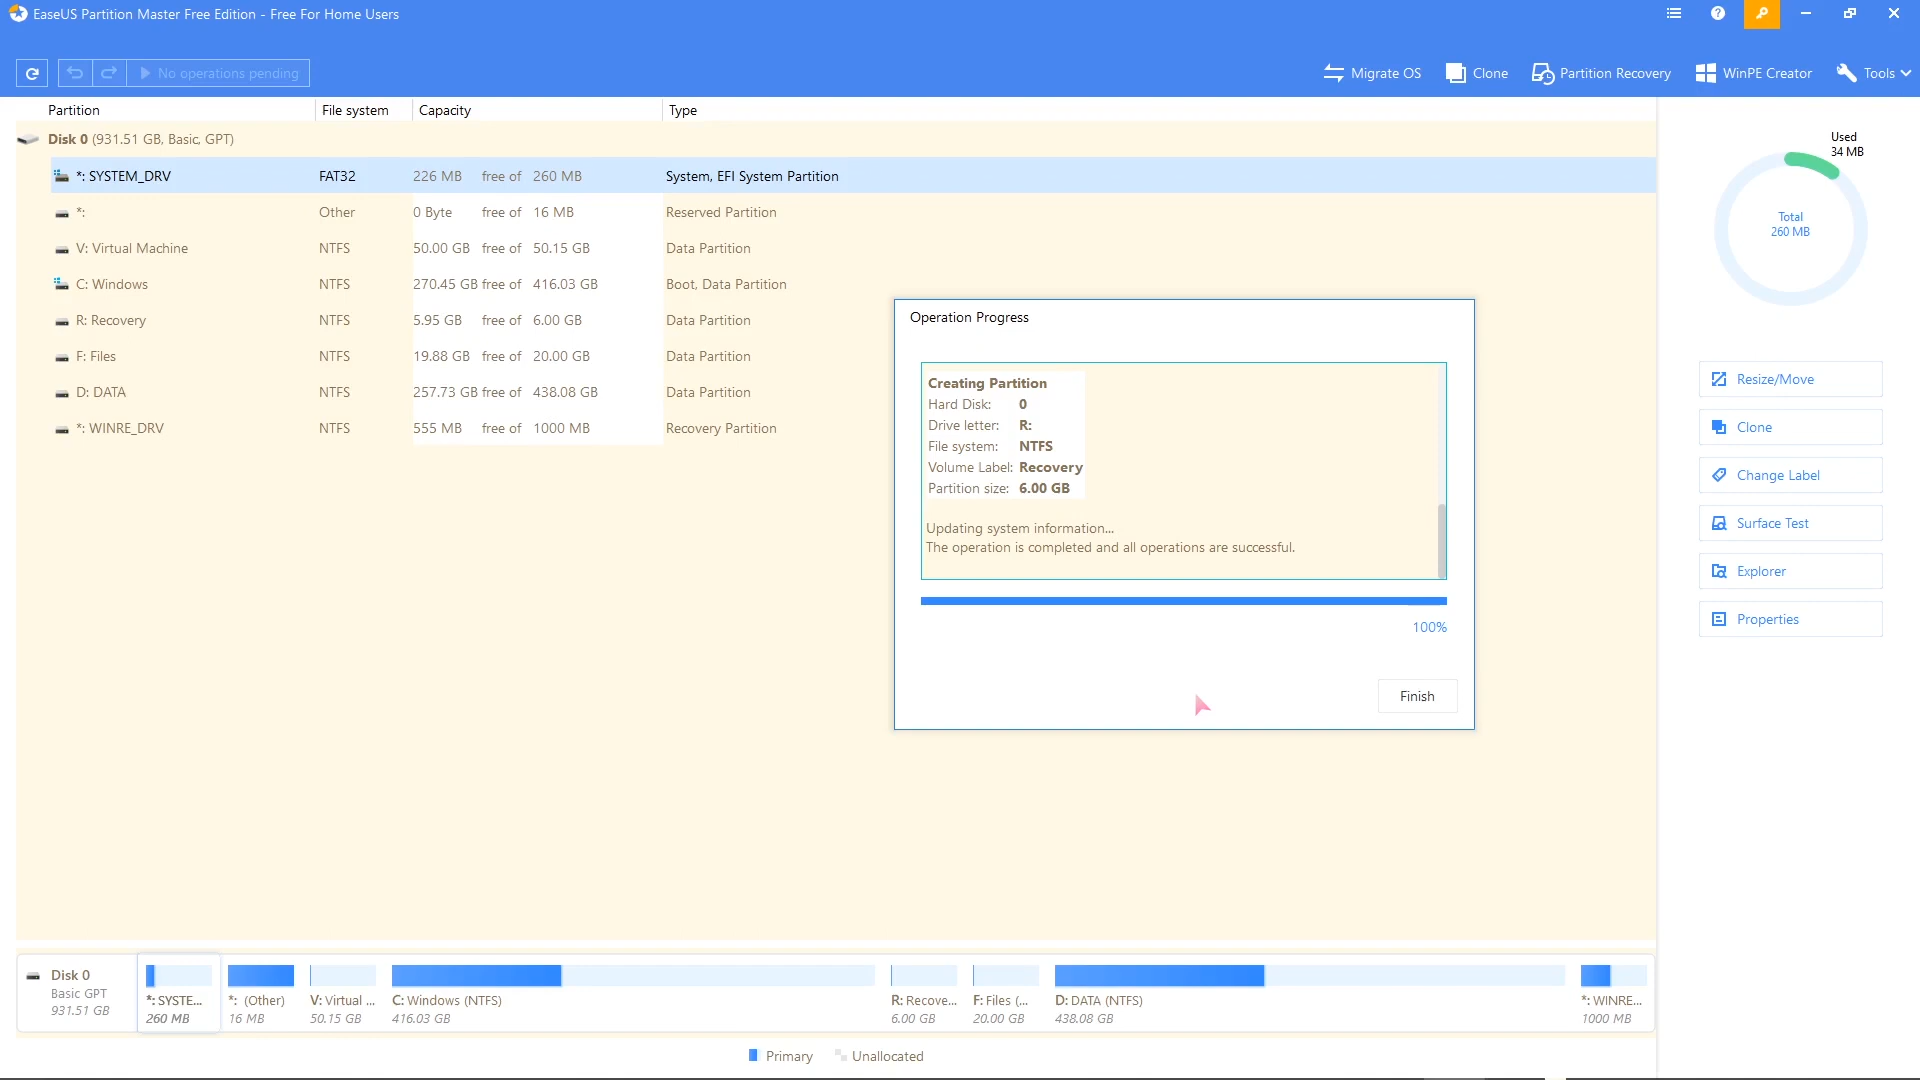 EaseUS Partition Master Free Edition - Free For Home Users
No operations pending
Migrate OS Clone Partition Recovery WinPE Creator Tools
Partition File system Capacity Type
Disk 0 (931.51 GB, Basic, GPT)
*: SYSTEM_DRV FAT32 226 MB free of 260 MB System, EFI System Partition
*: Other 0 Byte free of 16 MB Reserved Partition
V: Virtual Machine NTFS 50.00 GB free of 50.15 GB Data Partition
C: Windows NTFS 270.45 GB free of 416.03 GB Boot, Data Partition
R: Recovery NTFS 5.95 GB free of 6.00 GB Data Partition
F: Files NTFS 19.88 GB free of 20.00 GB Data Partition
D: DATA NTFS 257.73 GB free of 438.08 GB Data Partition
*: WINRE_DRV NTFS 555 MB free of 1000 MB Recovery Partition
Operation Progress
Creating Partition
Hard Disk: 0
Drive letter: R:
File system: NTFS
Volume Label: Recovery
Partition size: 6.00 GB
Updating system information...
The operation is completed and all operations are successful.
100%
Finish
Used
34 MB
Total
260 MB
Resize/Move
Clone
Change Label
Surface Test
Explorer
Properties
Disk 0
Basic GPT
931.51 GB
*: SYSTE...
260 MB
*: (Other)
16 MB
V: Virtual ...
50.15 GB
C: Windows (NTFS)
416.03 GB
R: Recove...
6.00 GB
F: Files (...
20.00 GB
D: DATA (NTFS)
438.08 GB
*: WINRE...
1000 MB
Primary Unallocated